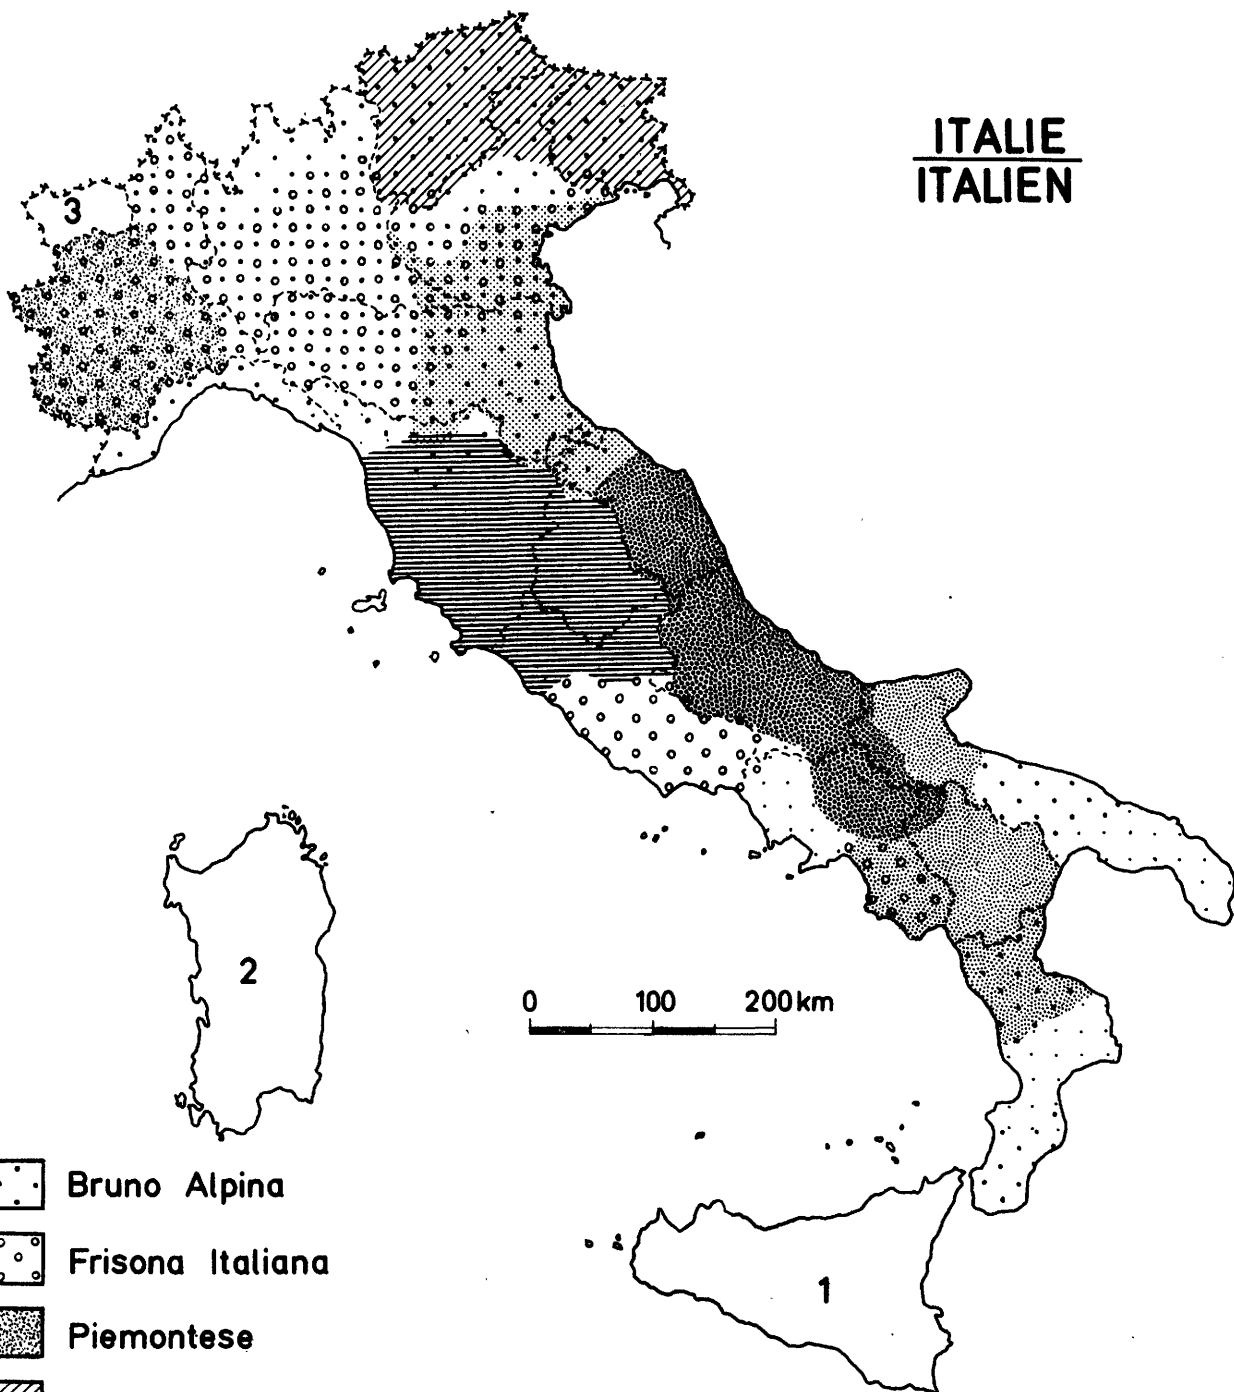 ITALIE
ITALIEN
3
2
0 100 200km
Bruno Alpina
Frisona Italiana
Piemontese
1